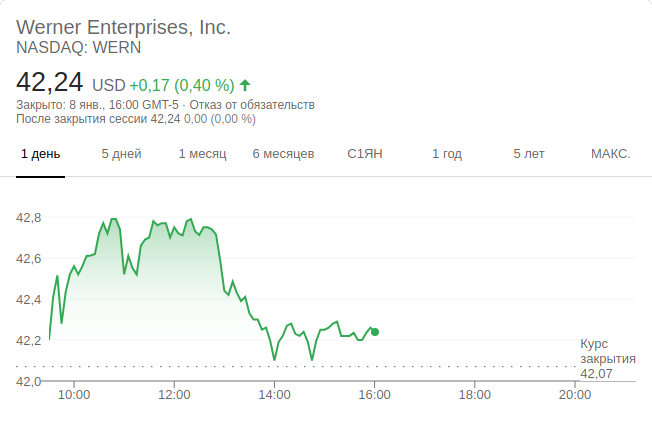 Werner Enterprises, Inc.
NASDAQ: WERN
42,24 USD +0,17 (0,40 %)
Закрыто: 8 янв., 16:00 GMT-5 · Отказ от обязательств
После закрытия сессии 42,24 0,00 (0,00 %)
1 день 5 дней 1 месяц 6 месяцев С1ЯН 1 год 5 лет МАКС.
42,8
42,6
42,4
42,2
42,0
Курс
закрытия
42,07
10:00 12:00 14:00 16:00 18:00 20:00